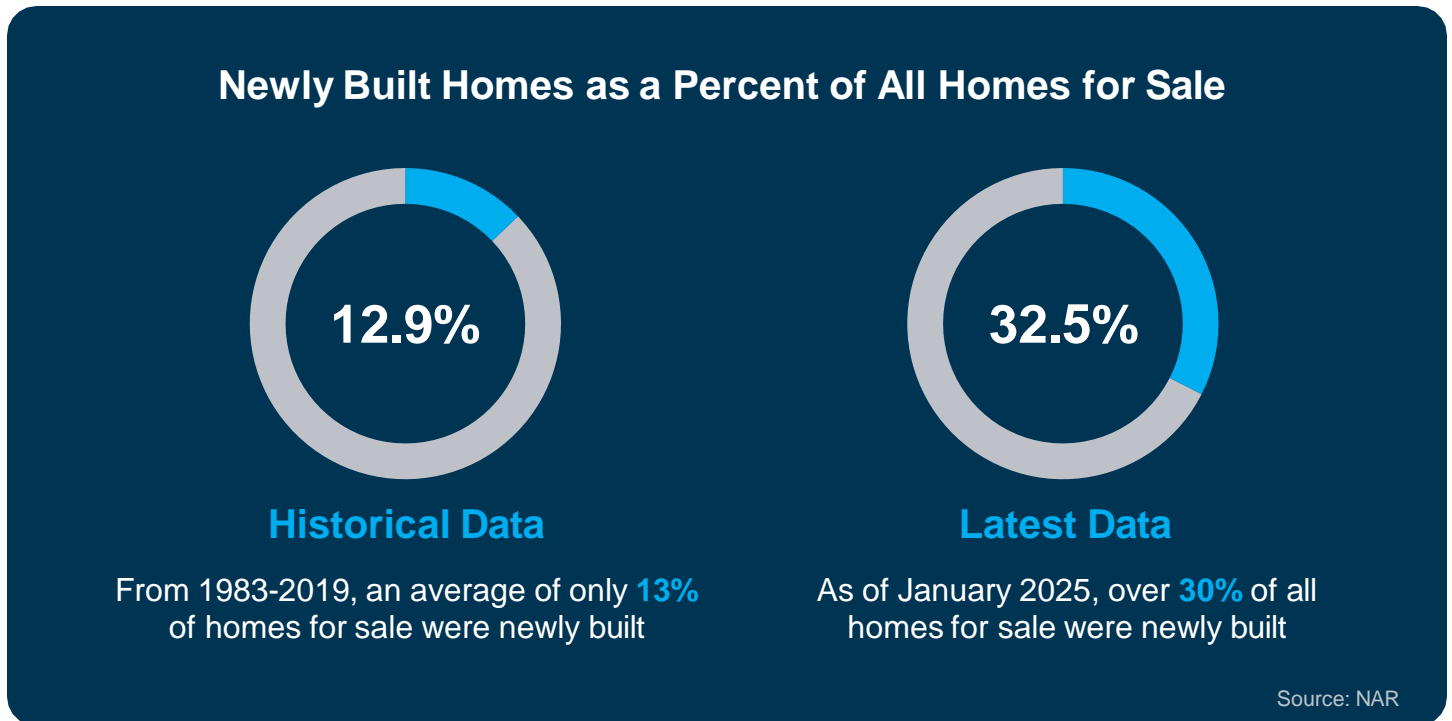 Newly Built Homes as a Percent of All Homes for Sale
12.9%
Historical Data
From 1983-2019, an average of only 13%
of homes for sale were newly built
32.5%
Latest Data
As of January 2025, over 30% of all
homes for sale were newly built
Source: NAR